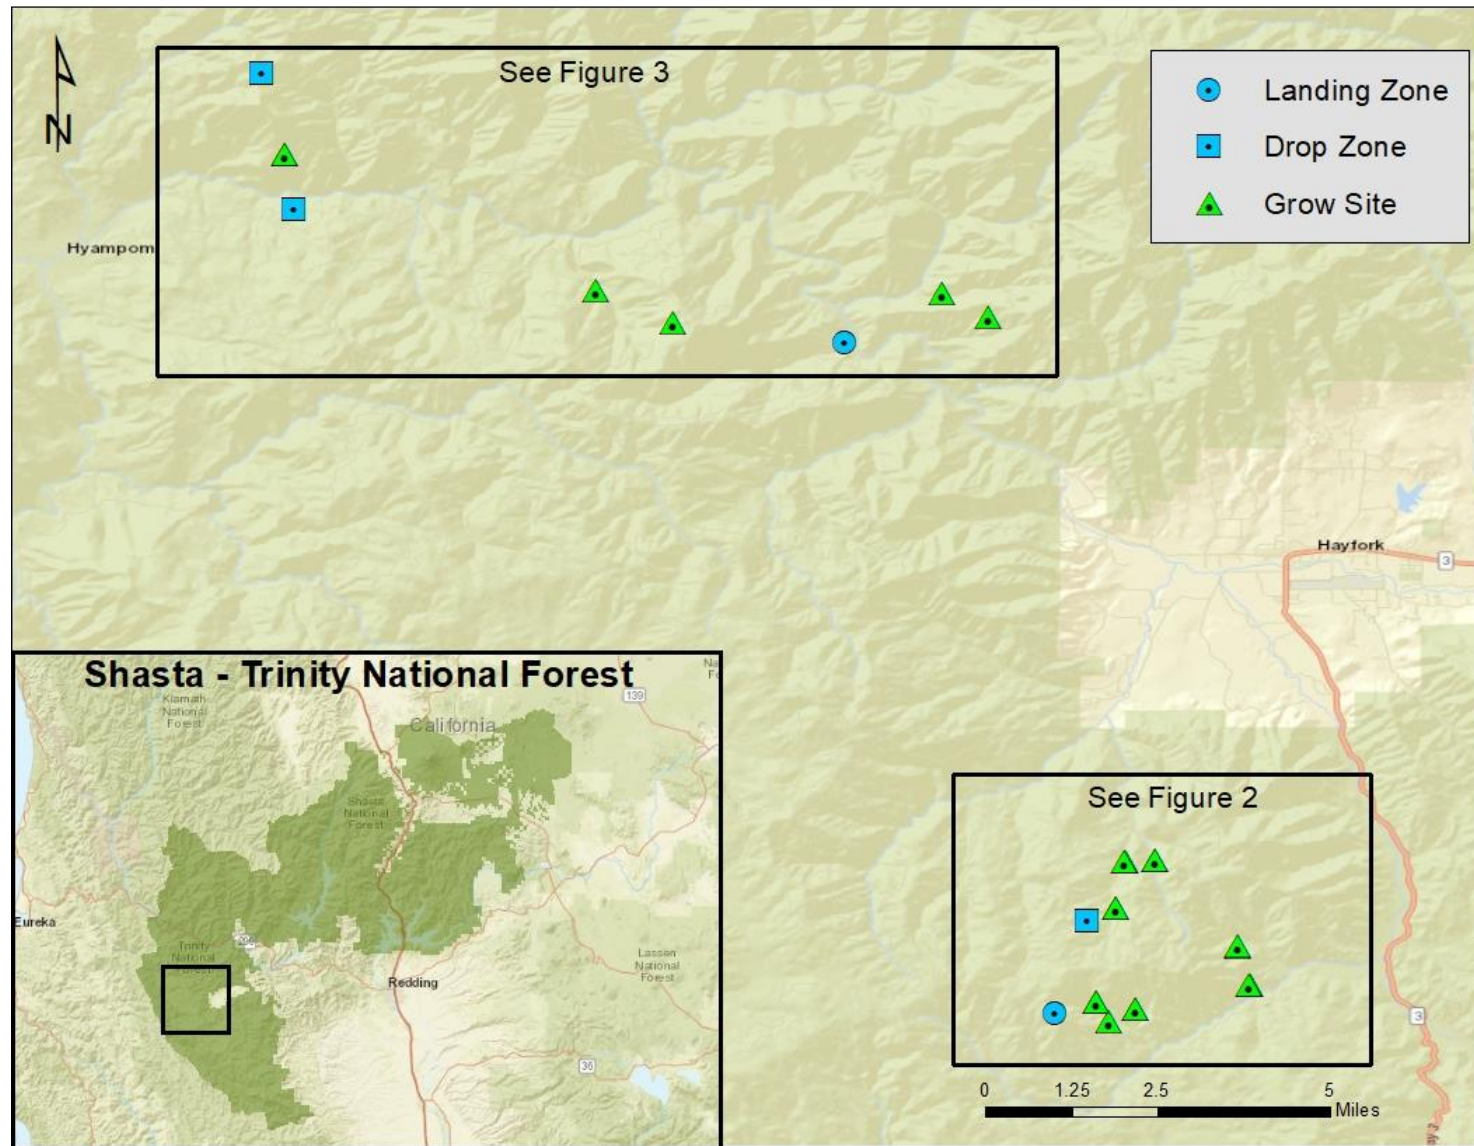 See Figure 3
N
Landing Zone
Drop Zone
Grow Site
Hyampom
Hayfork
3
Shasta - Trinity National Forest
139
Klamath
National
Forest
California
Shasta
National
Forest
Eureka
Trinity
National
Forest
299
Redding
Lassen
National
Forest
36
See Figure 2
3
0 1.25 2.5 5
Miles